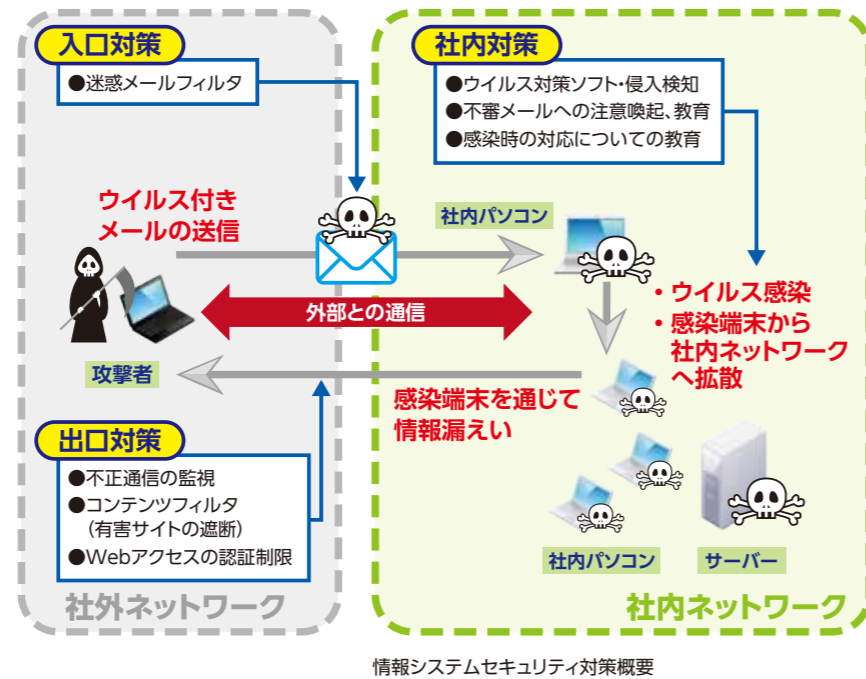 入口対策
●迷惑メールフィルタ
社内対策
●ウイルス対策ソフト・侵入検知
●不審メールへの注意喚起、教育
●感染時の対応についての教育
ウイルス付き
メールの送信
社内パソコン
外部との通信
攻撃者
・ウイルス感染
・感染端末から
社内ネットワーク
へ拡散
感染端末を通じて
情報漏えい
出口対策
●不正通信の監視
●コンテンツフィルタ
(有害サイトの遮断)
●Webアクセスの認証制限
社内パソコン
サーバー
社外ネットワーク
社内ネットワーク
情報システムセキュリティ対策概要